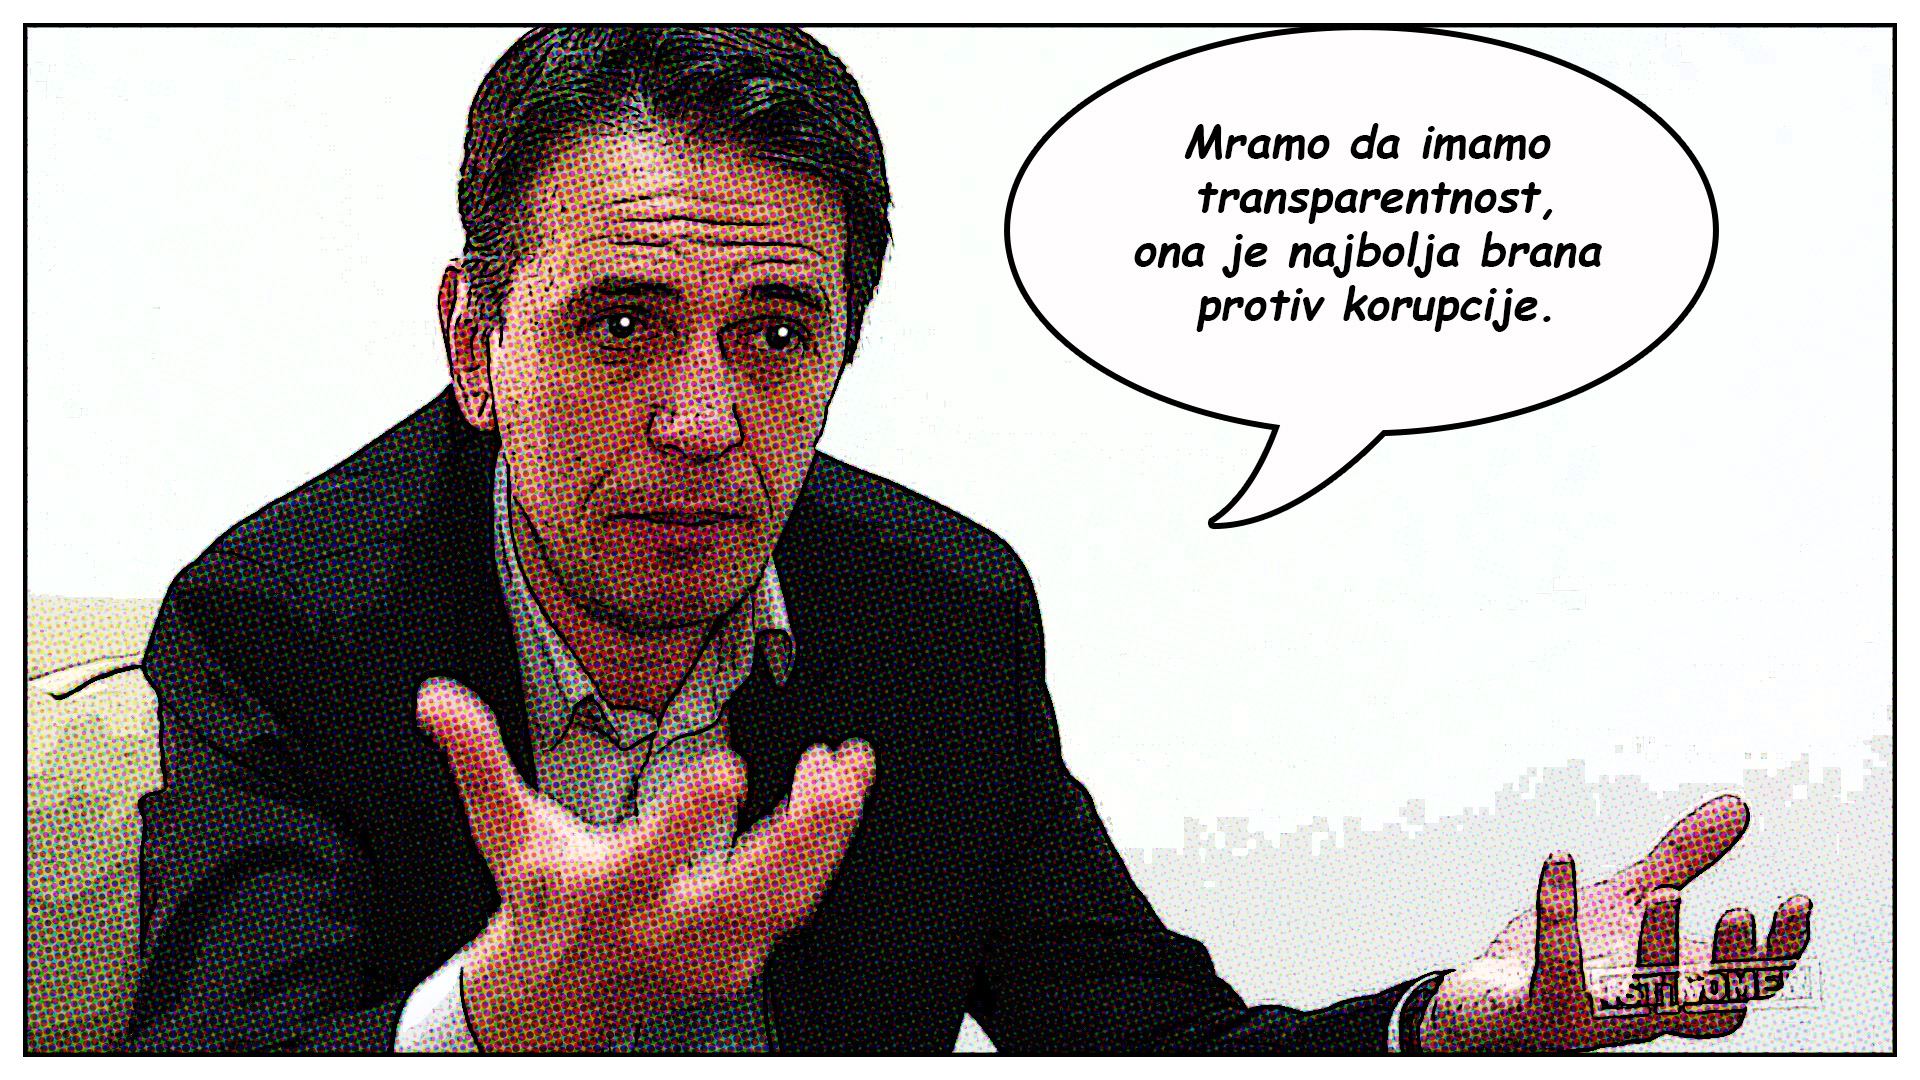 Mramo da imamo
transparentnost,
ona je najbolja brana
protiv korupcije.